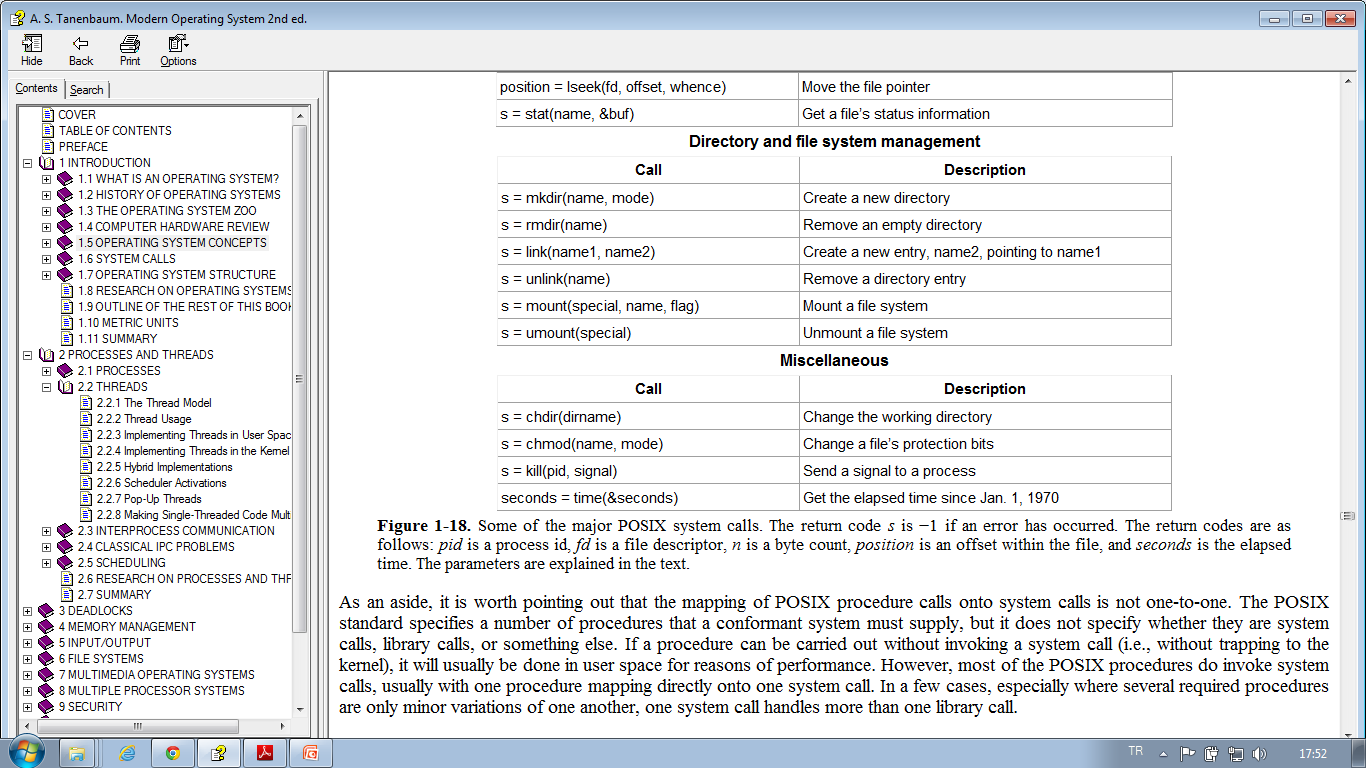 A. S. Tanenbaum. Modern Operating System 2nd ed.
Hide Back Print Options
Contents Search
COVER
TABLE OF CONTENTS
PREFACE
1 INTRODUCTION
1.1 WHAT IS AN OPERATING SYSTEM?
1.2 HISTORY OF OPERATING SYSTEMS
1.3 THE OPERATING SYSTEM ZOO
1.4 COMPUTER HARDWARE REVIEW
1.5 OPERATING SYSTEM CONCEPTS
1.6 SYSTEM CALLS
1.7 OPERATING SYSTEM STRUCTURE
1.8 RESEARCH ON OPERATING SYSTEMS
1.9 OUTLINE OF THE REST OF THIS BOOK
1.10 METRIC UNITS
1.11 SUMMARY
2 PROCESSES AND THREADS
2.1 PROCESSES
2.2 THREADS
2.2.1 The Thread Model
2.2.2 Thread Usage
2.2.3 Implementing Threads in User Spac
2.2.4 Implementing Threads in the Kernel
2.2.5 Hybrid Implementations
2.2.6 Scheduler Activations
2.2.7 Pop-Up Threads
2.2.8 Making Single-Threaded Code Mult
2.3 INTERPROCESS COMMUNICATION
2.4 CLASSICAL IPC PROBLEMS
2.5 SCHEDULING
2.6 RESEARCH ON PROCESSES AND THR
2.7 SUMMARY
3 DEADLOCKS
4 MEMORY MANAGEMENT
5 INPUT/OUTPUT
6 FILE SYSTEMS
7 MULTIMEDIA OPERATING SYSTEMS
8 MULTIPLE PROCESSOR SYSTEMS
9 SECURITY
position = lseek(fd, offset, whence) Move the file pointer
s = stat(name, &buf) Get a file's status information
Directory and file system management
Call Description
s = mkdir(name, mode) Create a new directory
s = rmdir(name) Remove an empty directory
s = link(name1, name2) Create a new entry, name2, pointing to name1
s = unlink(name) Remove a directory entry
s = mount(special, name, flag) Mount a file system
s = umount(special) Unmount a file system
Miscellaneous
Call Description
s = chdir(dirname) Change the working directory
s = chmod(name, mode) Change a file's protection bits
s = kill(pid, signal) Send a signal to a process
seconds = time(&seconds) Get the elapsed time since Jan. 1, 1970
Figure 1-18. Some of the major POSIX system calls. The return code s is −1 if an error has occurred. The return codes are as
follows: pid is a process id, fd is a file descriptor, n is a byte count, position is an offset within the file, and seconds is the elapsed
time. The parameters are explained in the text.
As an aside, it is worth pointing out that the mapping of POSIX procedure calls onto system calls is not one-to-one. The POSIX
standard specifies a number of procedures that a conformant system must supply, but it does not specify whether they are system
calls, library calls, or something else. If a procedure can be carried out without invoking a system call (i.e., without trapping to the
kernel), it will usually be done in user space for reasons of performance. However, most of the POSIX procedures do invoke system
calls, usually with one procedure mapping directly onto one system call. In a few cases, especially where several required procedures
are only minor variations of one another, one system call handles more than one library call.
TR 17:52